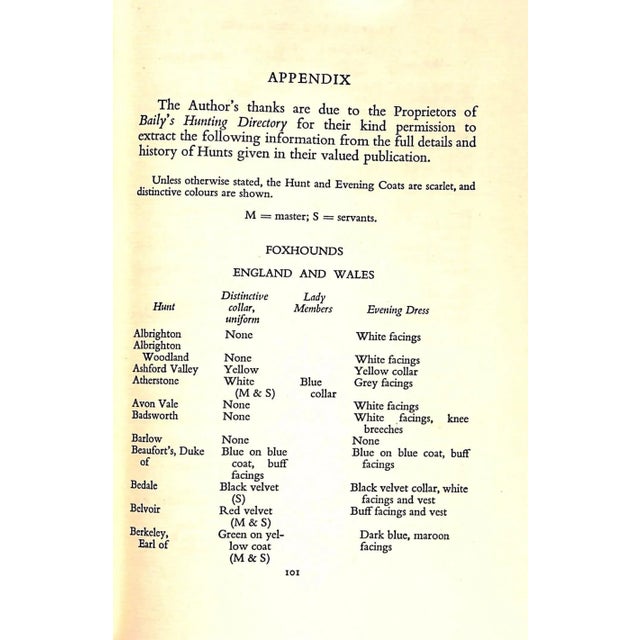 APPENDIX
The Author's thanks are due to the Proprietors of
Baily's Hunting Directory for their kind permission to
extract the following information from the full details and
history of Hunts given in their valued publication.
Unless otherwise stated, the Hunt and Evening Coats are scarlet, and
distinctive colours are shown.
M = master; S = servants.
FOXHOUNDS
ENGLAND AND WALES
Hunt Distinctive collar, uniform Lady Members Evening Dress
Albrighton None White facings
Albrighton
Woodland None White facings
Ashford Valley Yellow Yellow collar
Atherstone White Blue Grey facings
(M & S) collar
Avon Vale None White facings
Badsworth None White facings, knee
breeches
Barlow None None
Beaufort's, Duke Blue on blue Blue on blue coat, buff
of coat, buff facings
facings
Bedale Black velvet Black velvet collar, white
(S) facings and vest
Belvoir Red velvet Buff facings and vest
(M & S)
Berkeley, Green on yel- Dark blue, maroon
Earl of low coat facings
(M & S)
101